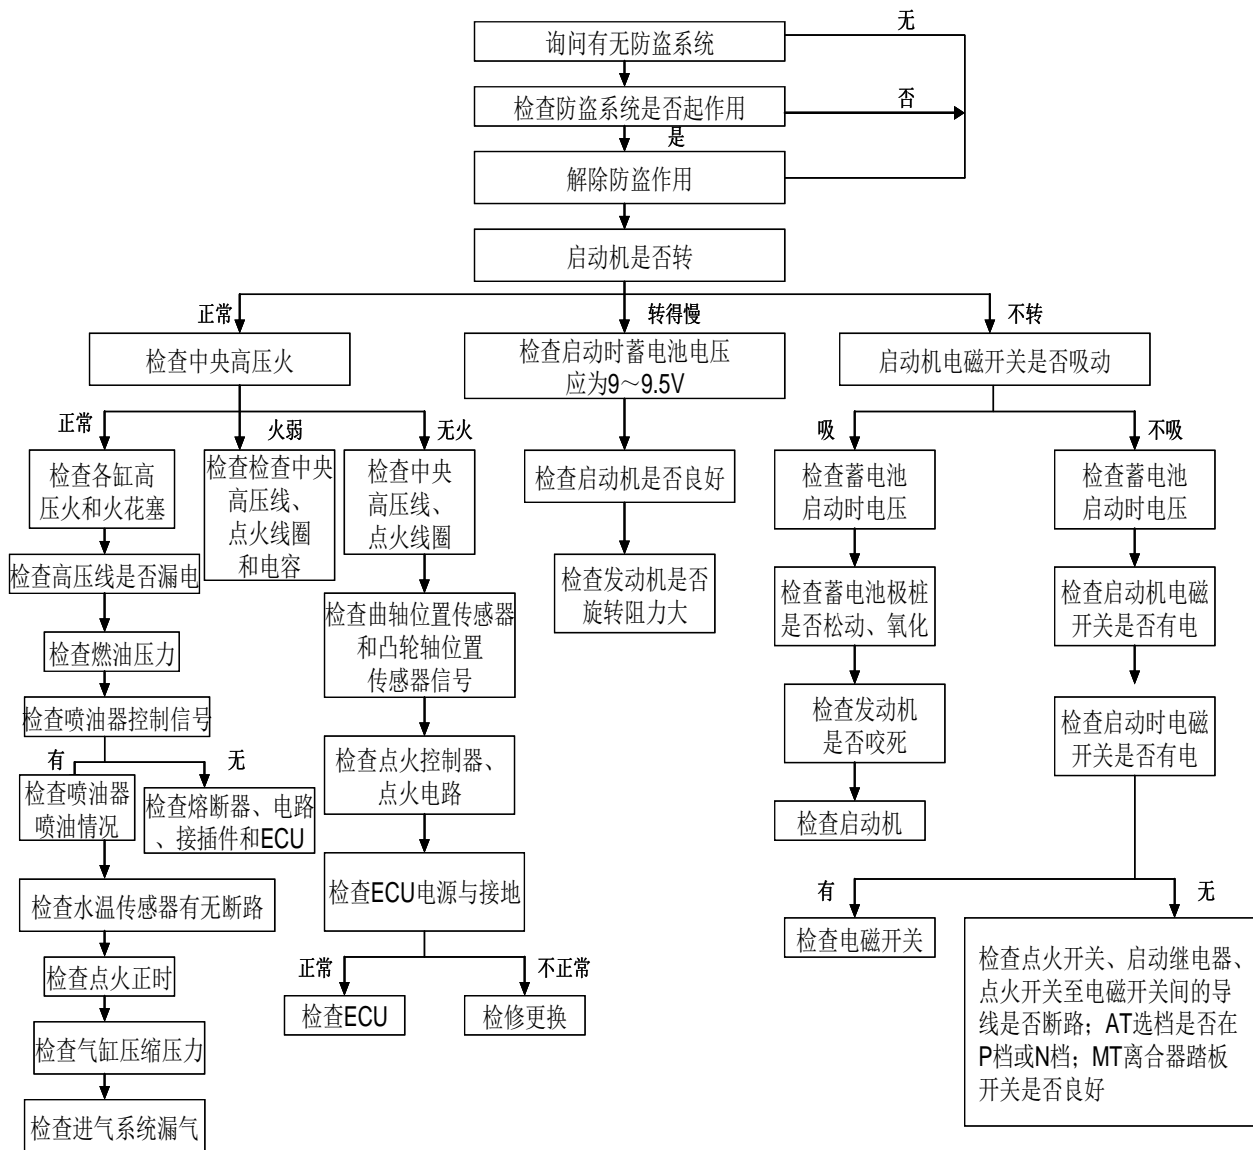 询问有无防盗系统
无
检查防盗系统是否起作用
否
是
解除防盗作用
启动机是否转
正常
转得慢
不转
检查中央高压火
检查启动时蓄电池电压
应为9～9.5V
启动机电磁开关是否吸动
正常
火弱
无火
吸
不吸
检查各缸高
压火和火花塞
检查检查中央
高压线、
点火线圈
和电容
检查中央
高压线、
点火线圈
检查启动机是否良好
检查蓄电池
启动时电压
检查蓄电池
启动时电压
检查高压线是否漏电
检查曲轴位置传感器
和凸轮轴位置
传感器信号
检查发动机是否
旋转阻力大
检查蓄电池极桩
是否松动、氧化
检查启动机电磁
开关是否有电
检查燃油压力
检查喷油器控制信号
检查发动机
是否咬死
检查启动时电磁
开关是否有电
有
无
检查喷油器
喷油情况
检查熔断器、电路
、接插件和ECU
检查点火控制器、
点火电路
检查启动机
检查水温传感器有无断路
检查ECU电源与接地
有
无
检查电磁开关
检查点火开关、启动继电器、
点火开关至电磁开关间的导
线是否断路；AT选档是否在
P档或N档；MT离合器踏板
开关是否良好
检查点火正时
正常
不正常
检查ECU
检修更换
检查气缸压缩压力
检查进气系统漏气